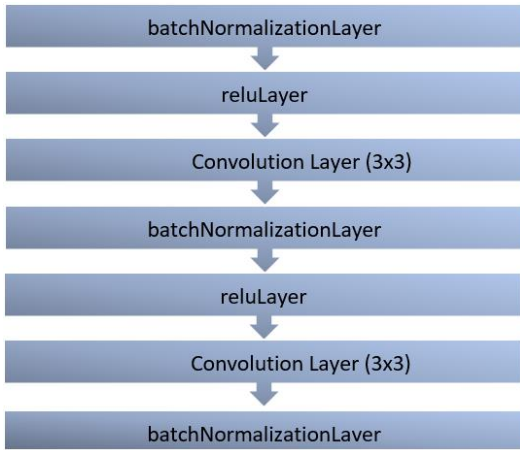 batchNormalizationLayer
reluLayer
Convolution Layer (3x3)
batchNormalizationLayer
reluLayer
Convolution Layer (3x3)
batchNormalizationLayer